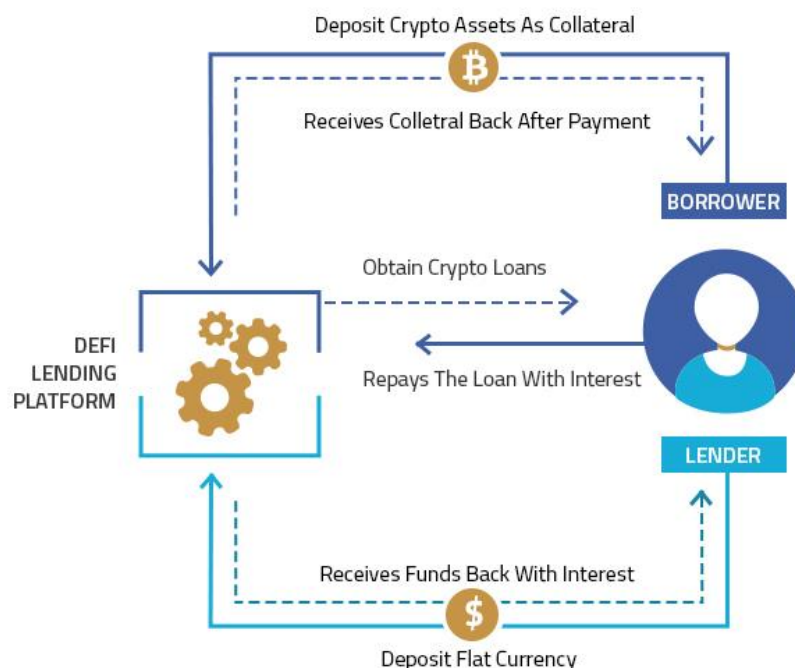 Deposit Crypto Assets As Collateral
₿
Receives Colletral Back After Payment
BORROWER
Obtain Crypto Loans
DEFI
LENDING
PLATFORM
Repays The Loan With Interest
LENDER
Receives Funds Back With Interest
$
Deposit Flat Currency